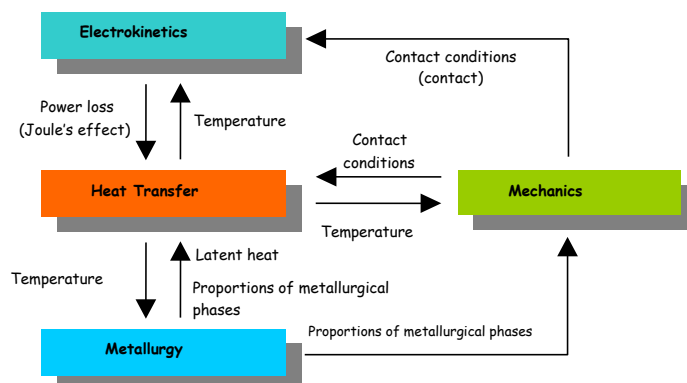 Electrokinetics
Contact conditions
(contact)
Power loss
(Joule's effect)
Temperature
Contact
conditions
Heat Transfer
Mechanics
Temperature
Latent heat
Temperature
Proportions of metallurgical
phases
Proportions of metallurgical phases
Metallurgy